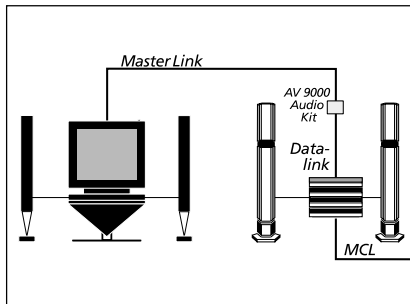 Master Link
AV 9000
Audio
Kit
Data-
link
MCL